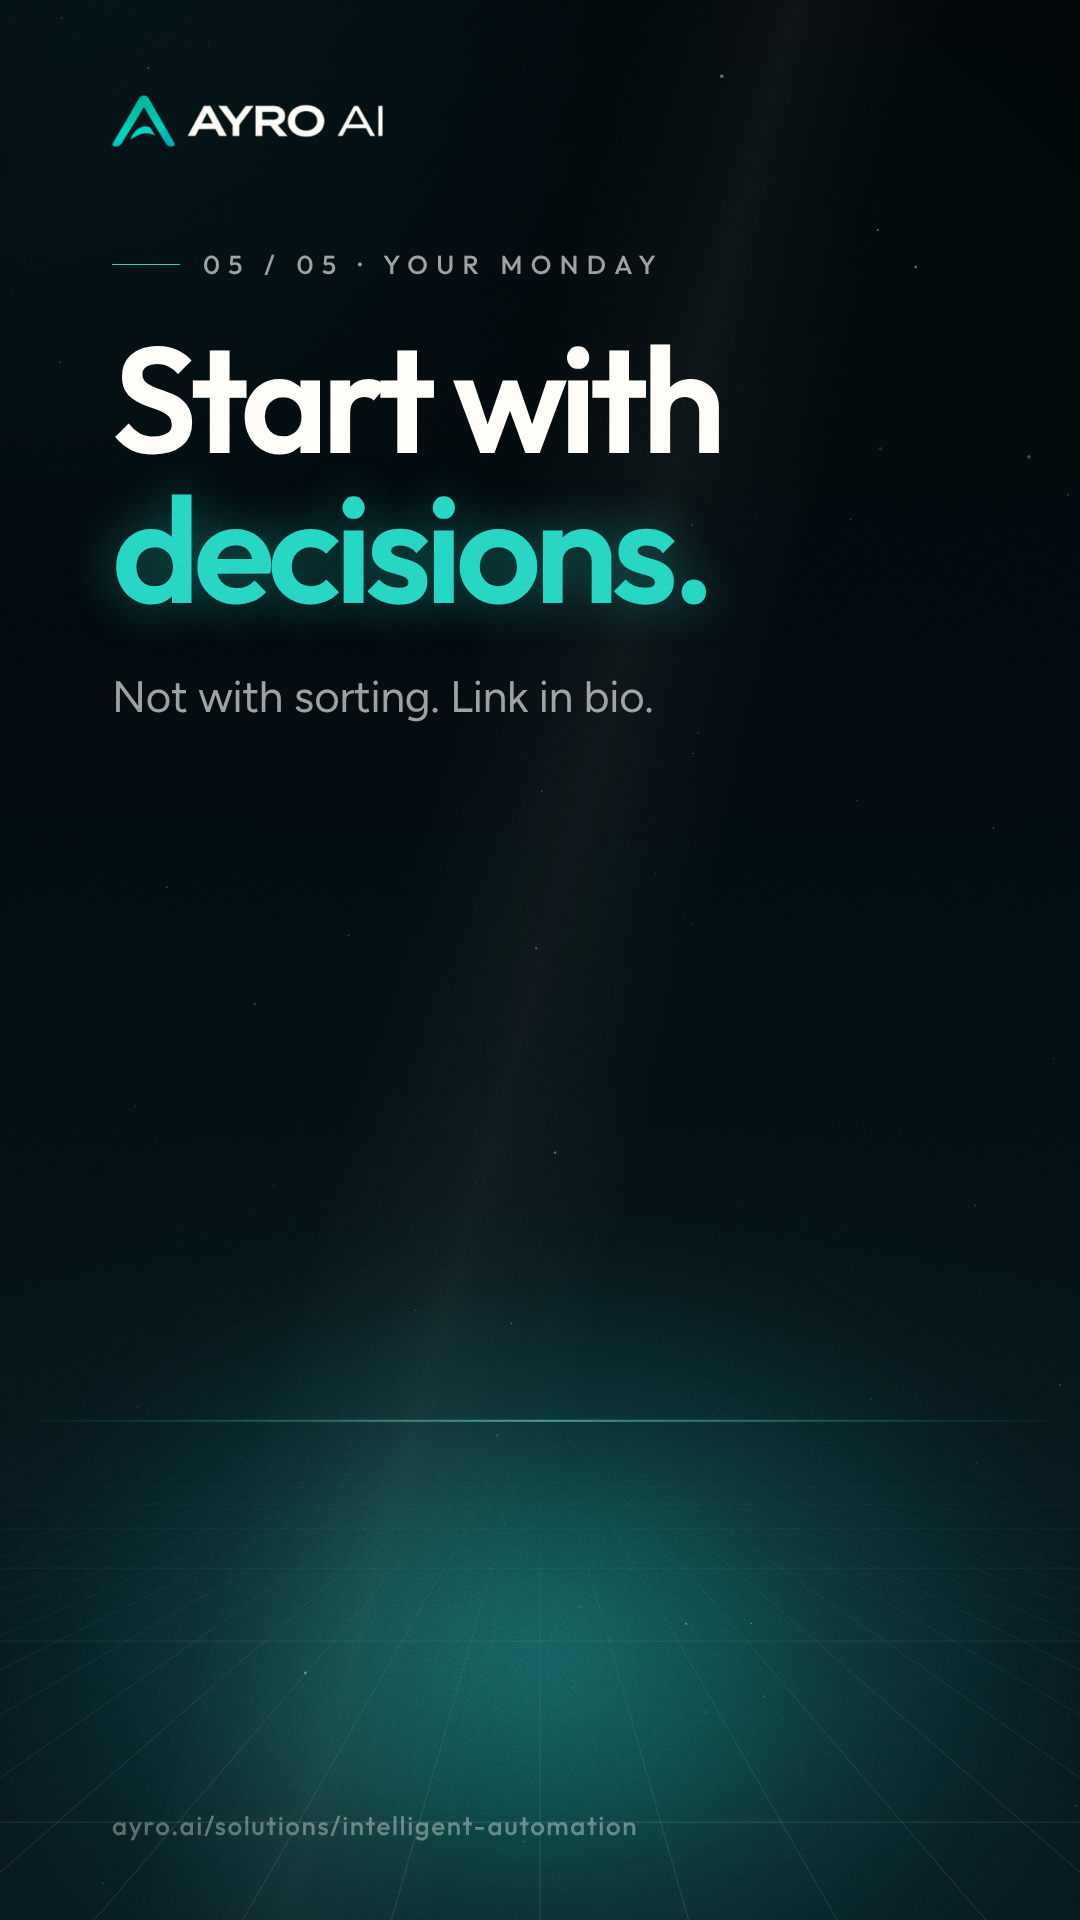 AYRO AI
05 / 05 · YOUR MONDAY
Start with
decisions.
Not with sorting. Link in bio.
ayro.ai/solutions/intelligent-automation